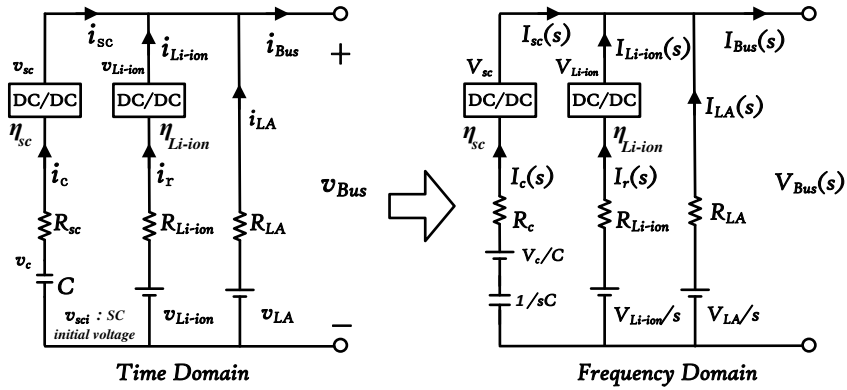 i_sc
i_Li-ion
i_Bus
v_sc
v_Li-ion
+
DC/DC
DC/DC
η_sc
η_Li-ion
i_LA
i_c
i_r
v_Bus
R_sc
R_Li-ion
R_LA
v_c
C
v_sci : SC
initial voltage
v_Li-ion
v_LA
−
Time Domain
I_sc(s)
I_Li-ion(s)
I_Bus(s)
V_sc
V_Li-ion
DC/DC
DC/DC
I_LA(s)
η_sc
η_Li-ion
I_c(s)
I_r(s)
V_Bus(s)
R_c
R_Li-ion
R_LA
V_c/C
1/sC
V_Li-ion/s
V_LA/s
Frequency Domain